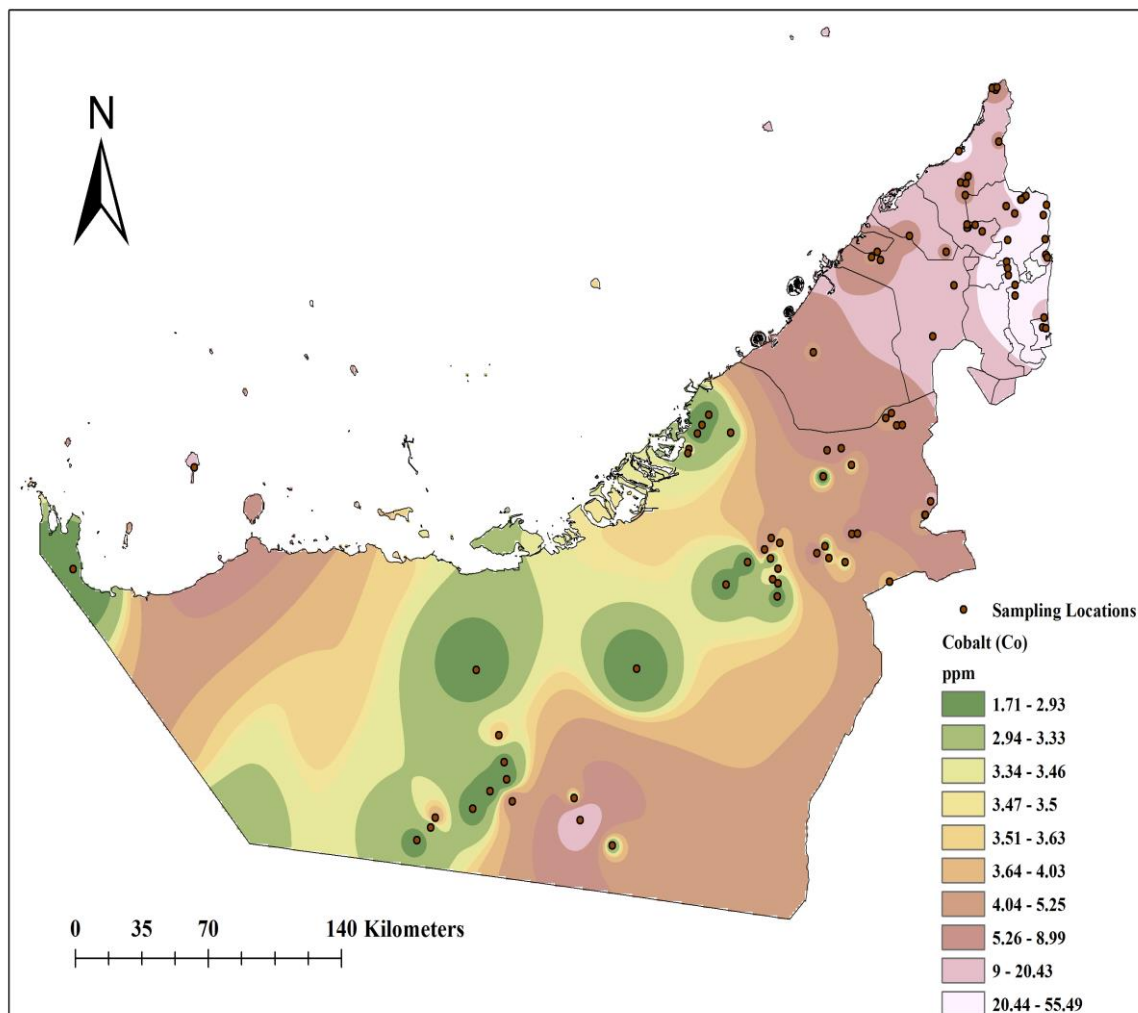 N
Sampling Locations
Cobalt (Co)
ppm
1.71 - 2.93
2.94 - 3.33
3.34 - 3.46
3.47 - 3.5
3.51 - 3.63
3.64 - 4.03
4.04 - 5.25
5.26 - 8.99
9 - 20.43
20.44 - 55.49
0 35 70 140 Kilometers